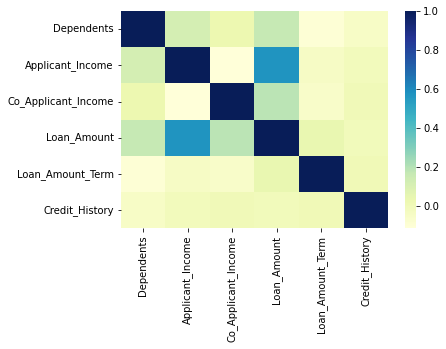 Dependents
Applicant_Income
Co_Applicant_Income
Loan_Amount
Loan_Amount_Term
Credit_History
Dependents
Applicant_Income
Co_Applicant_Income
Loan_Amount
Loan_Amount_Term
Credit_History
1.0
0.8
0.6
0.4
0.2
0.0